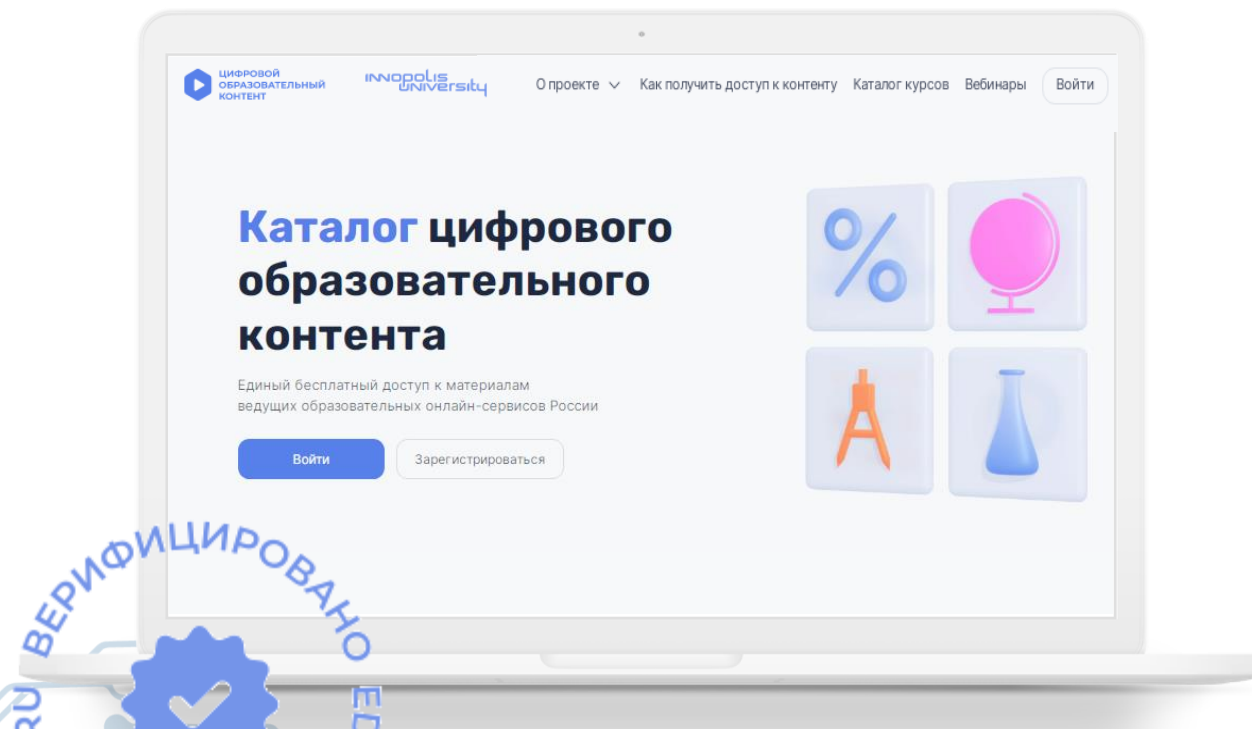 ЦИФРОВОЙ
ОБРАЗОВАТЕЛЬНЫЙ
КОНТЕНТ
INNOPOLIS
UNIVERSITY
О проекте
Как получить доступ к контенту
Каталог курсов
Вебинары
Войти
Каталог цифрового
образовательного
контента
Единый бесплатный доступ к материалам
ведущих образовательных онлайн-сервисов России
Войти
Зарегистрироваться
ВЕРИФИЦИРОВАНО
RU